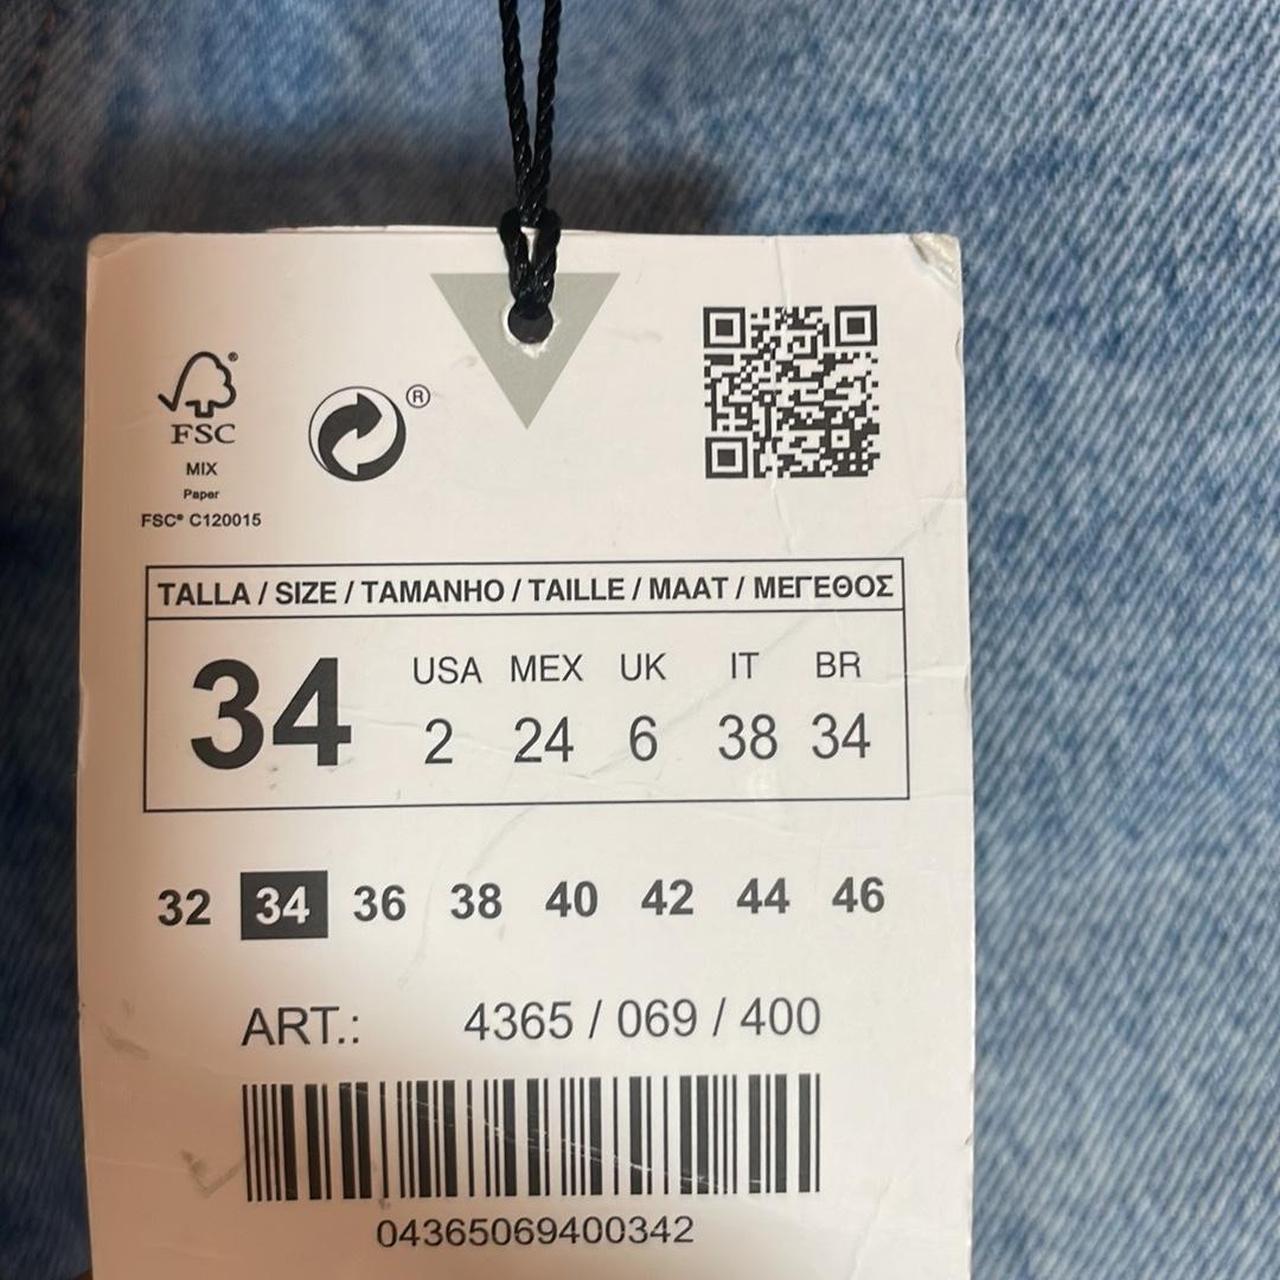 FSC®
MIX
Paper
FSC® C120015
®
TALLA / SIZE / TAMANHO / TAILLE / MAAT / ΜΕΓΕΘΟΣ
34 USA MEX UK IT BR
2 24 6 38 34
32 34 36 38 40 42 44 46
ART.: 4365 / 069 / 400
04365069400342